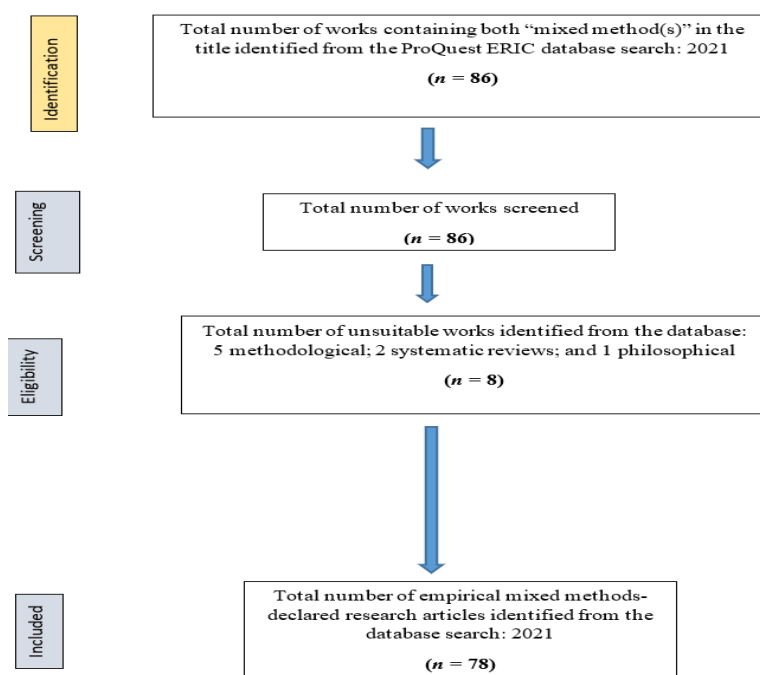 Identification
Total number of works containing both “mixed method(s)” in the
title identified from the ProQuest ERIC database search: 2021
(n = 86)
Screening
Total number of works screened
(n = 86)
Eligibility
Total number of unsuitable works identified from the database:
5 methodological; 2 systematic reviews; and 1 philosophical
(n = 8)
Included
Total number of empirical mixed methods-
declared research articles identified from the
database search: 2021
(n = 78)